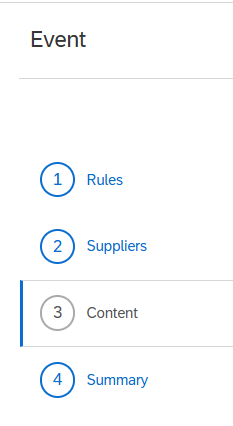 Event
1 Rules
2 Suppliers
3 Content
4 Summary